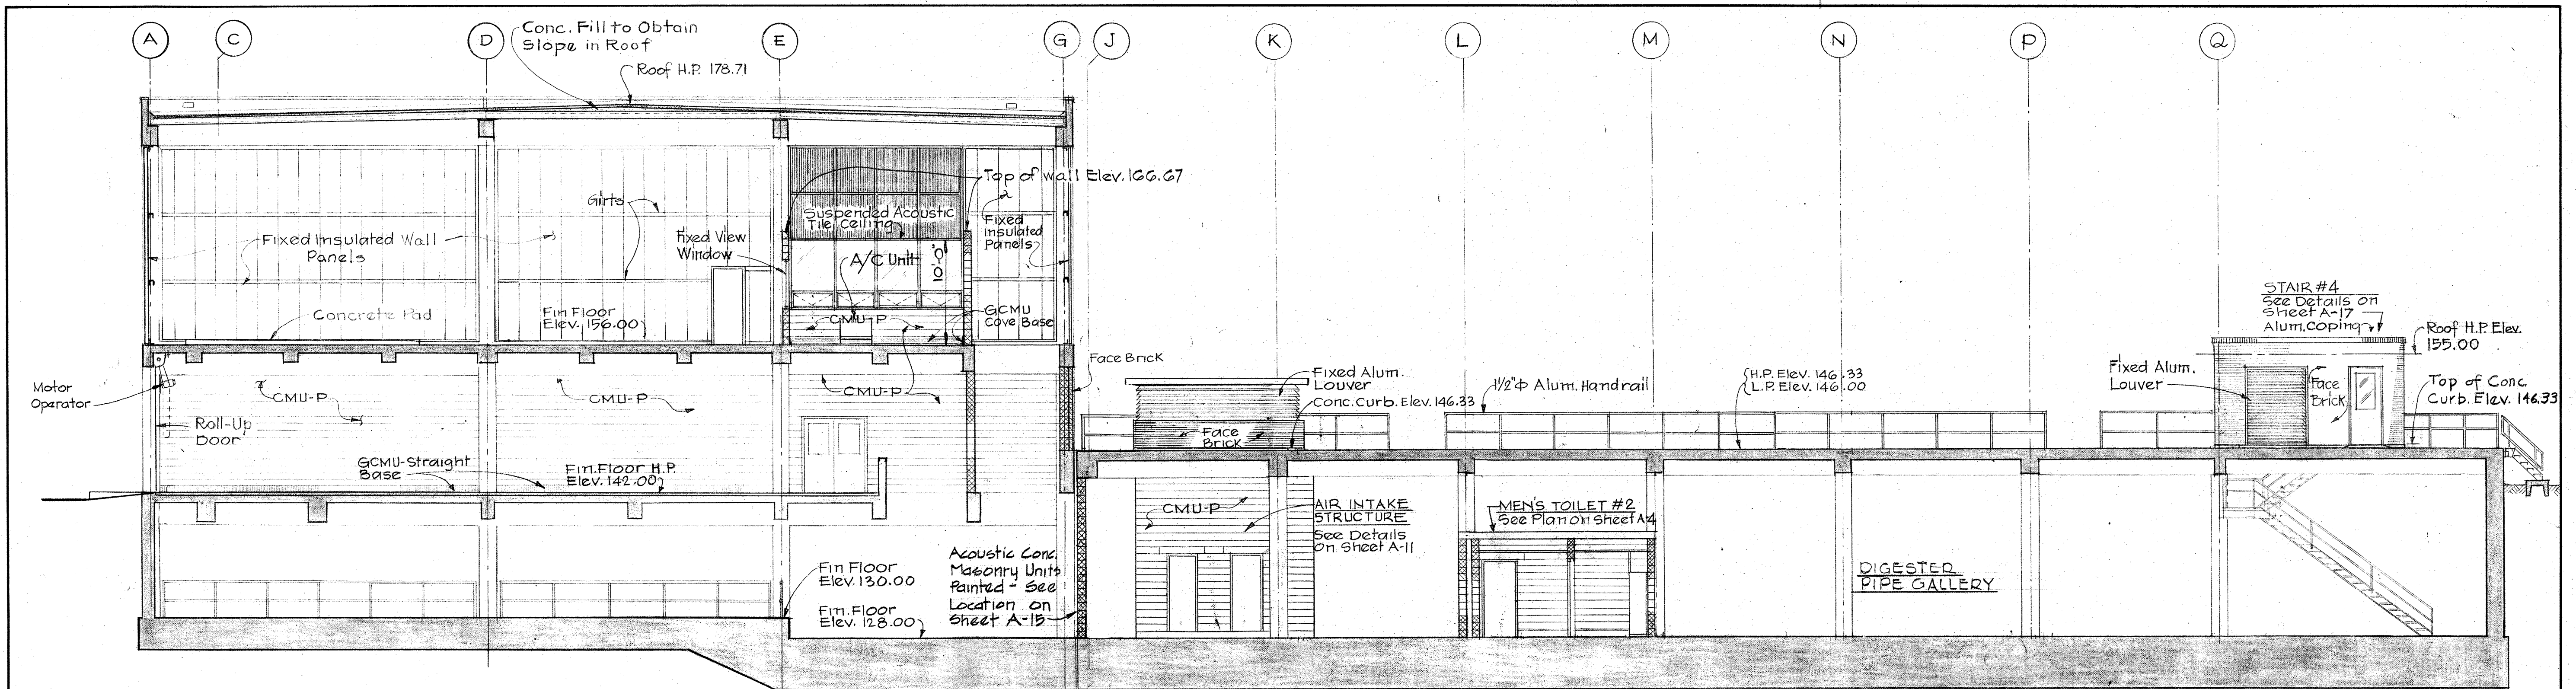 A
C
D
E
G
J
K
L
M
N
P
Q
Conc. Fill to Obtain
Slope in Roof
Roof H.P. 178.71
Top of Wall Elev. 166.67
Girts
Suspended Acoustic
Tile Ceiling
Fixed
Insulated
Panels
Fixed Insulated Wall
Panels
Fixed View
Window
A/C Unit
10'-0"
Concrete Pad
Fin Floor
Elev. 156.00
CMU-P
GCMU
Cove Base
STAIR #4
See Details on
Sheet A-17
Alum. Coping
Roof H.P. Elev.
155.00
Face Brick
Motor
Operator
CMU-P
CMU-P
CMU-P
Roll-Up
Door
Fixed Alum.
Louver
Conc. Curb. Elev. 146.33
1½"Φ Alum. Handrail
H.P. Elev. 146.33
L.P. Elev. 146.00
Fixed Alum.
Louver
Face
Brick
Top of Conc.
Curb. Elev. 146.33
Face
Brick
GCMU-Straight
Base
Fin. Floor H.P.
Elev. 142.00
CMU-P
AIR INTAKE
STRUCTURE
See Details
On Sheet A-11
MEN'S TOILET #2
See Plan on Sheet A-4
Acoustic Conc.
Masonry Units
Painted - See
Location on
Sheet A-15
Fin Floor
Elev. 130.00
Fin. Floor
Elev. 128.00
DIGESTER
PIPE GALLERY